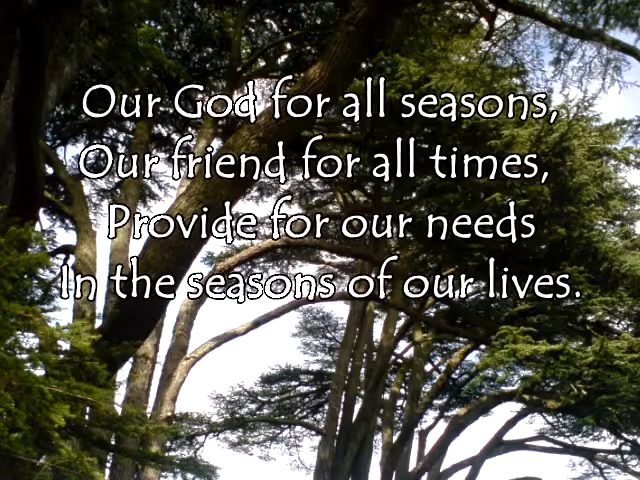 Our God for all seasons,
Our friend for all times,
Provide for our needs
In the seasons of our lives.